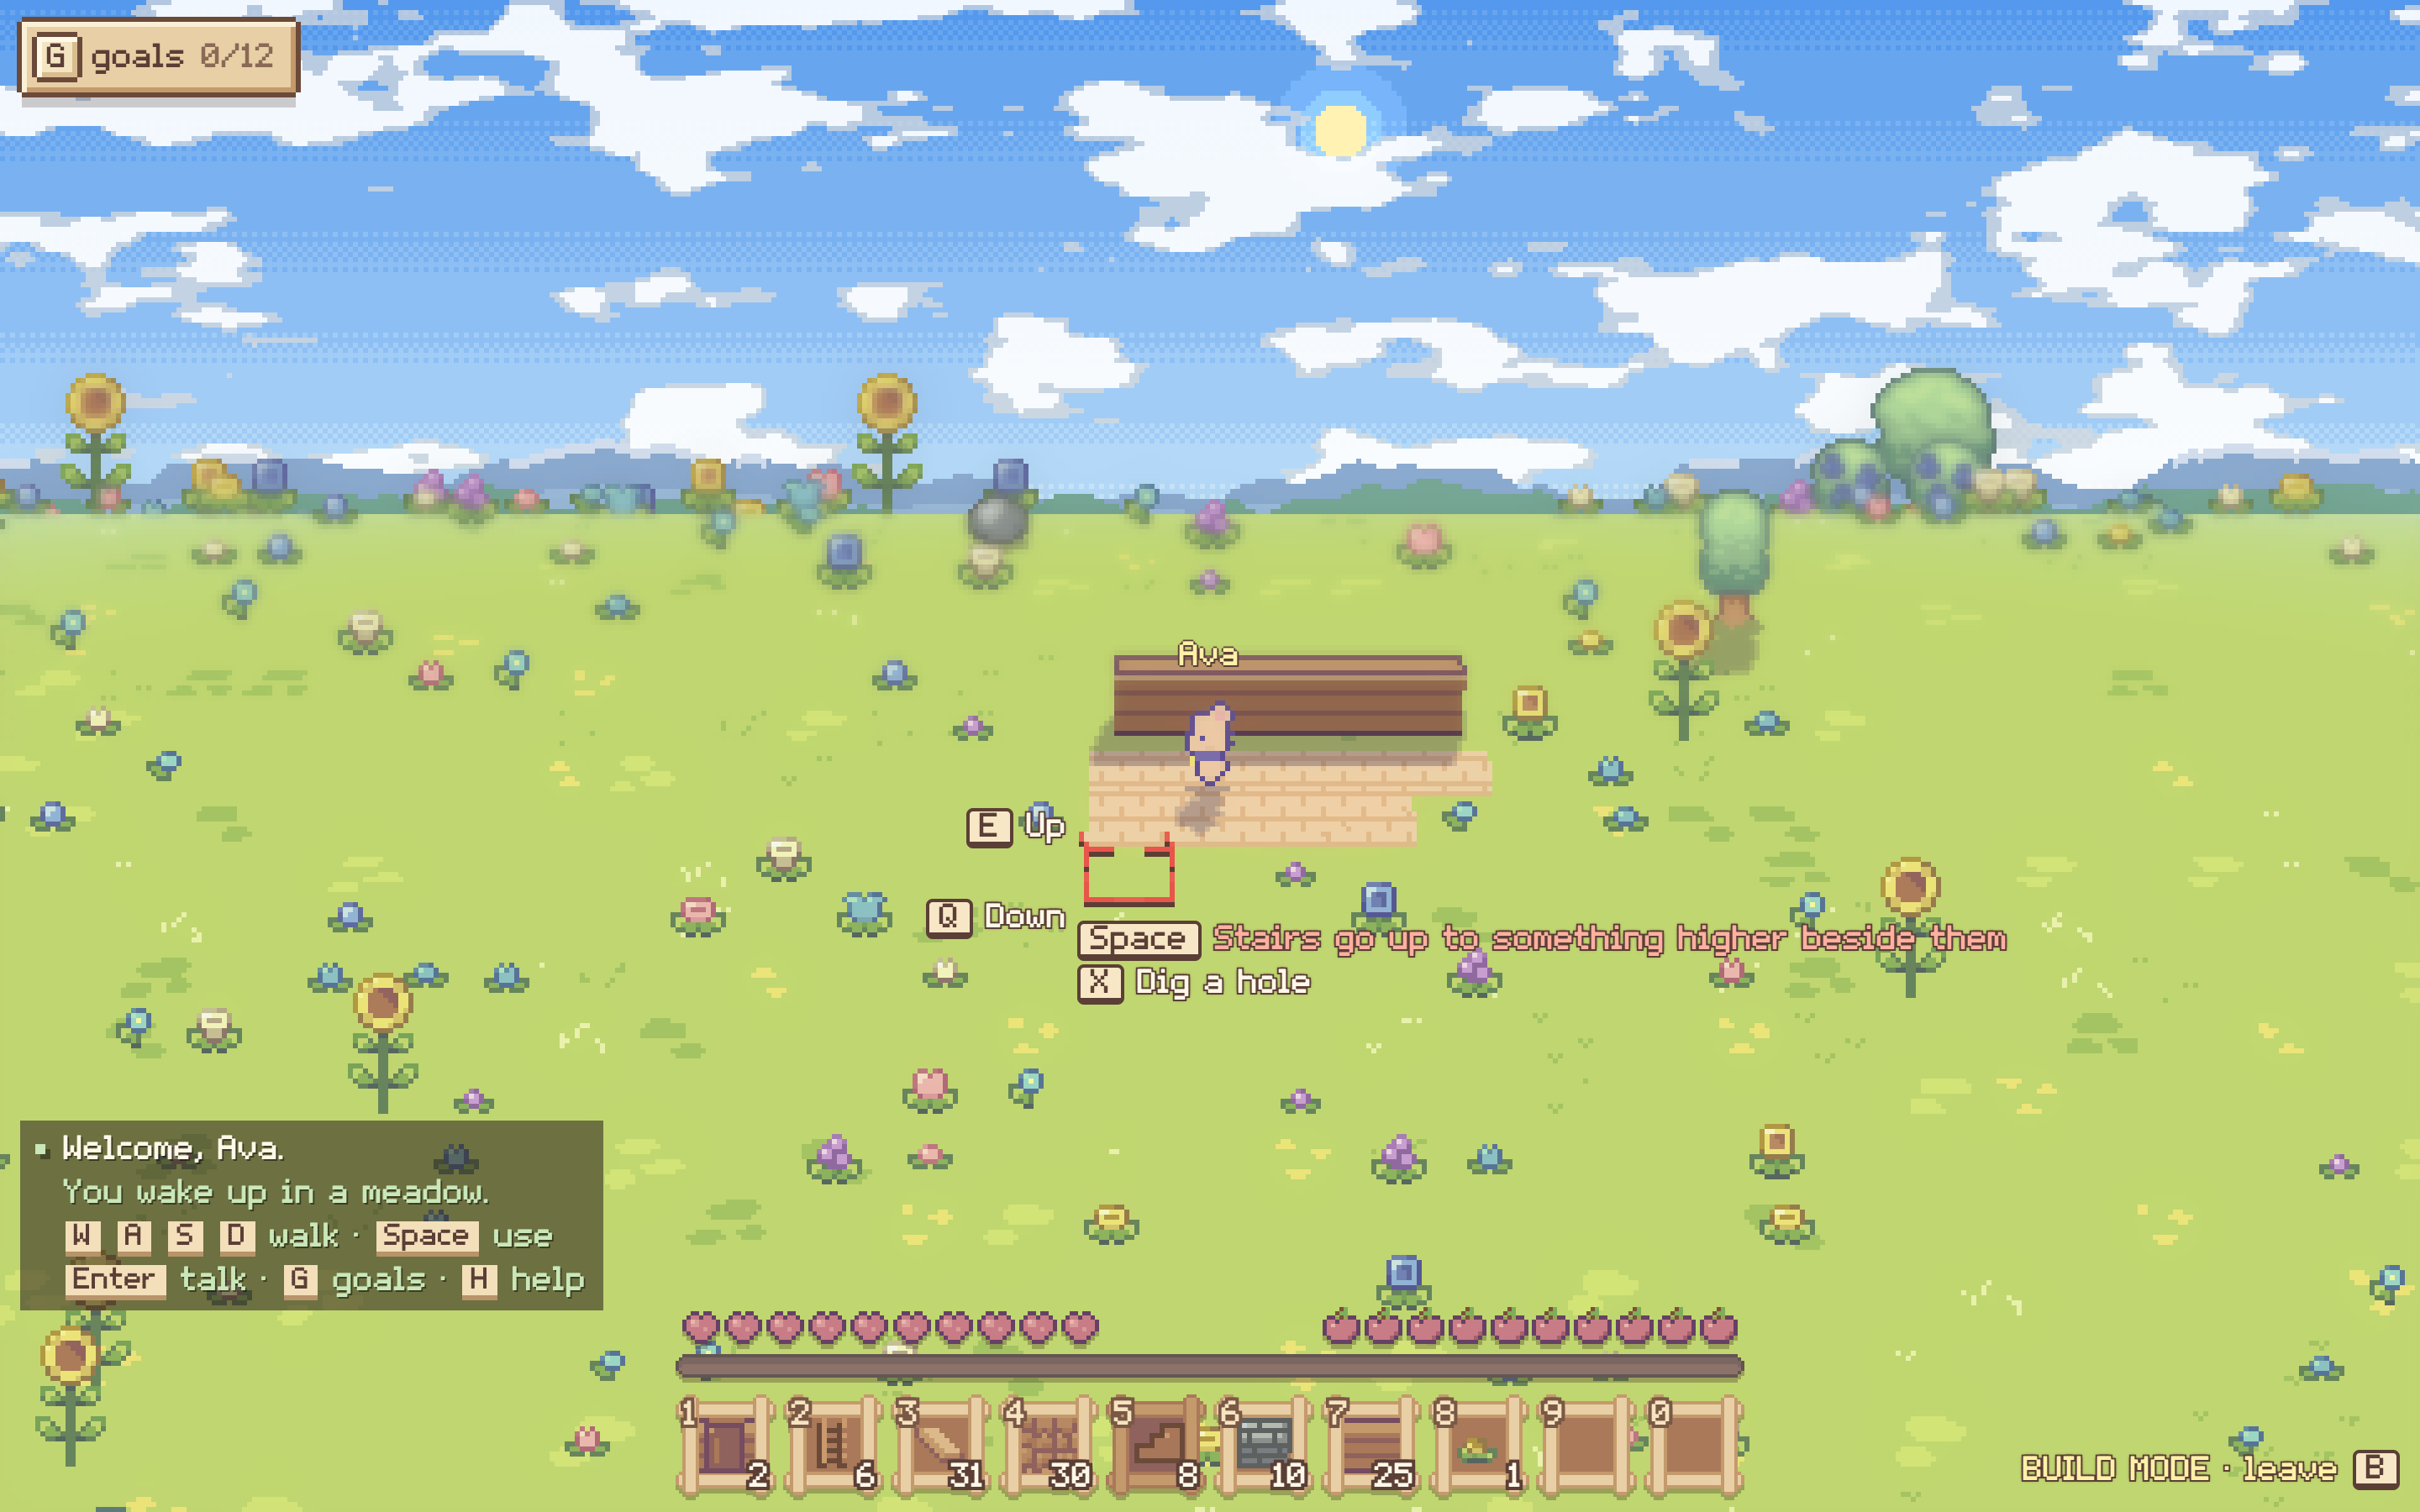 G goals 0/12
Ava
E Up
Q Down
Space Stairs go up to something higher beside them
X Dig a hole
Welcome, Ava.
You wake up in a meadow.
W A S D walk · Space use
Enter talk · G goals · H help
1 2 3 4 5 6 7 8 9 0
2 6 31 30 8 10 25 1
BUILD MODE · leave B